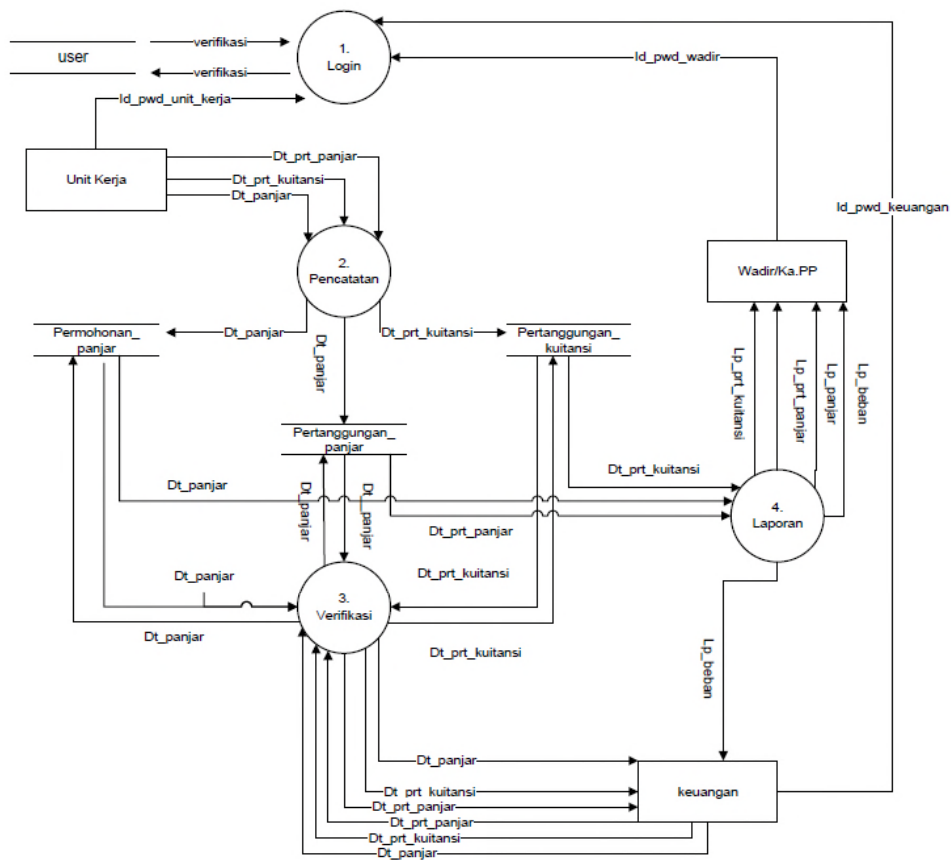 1.
Login
user
verifikasi
verifikasi
Id_pwd_unit_kerja
Id_pwd_wadir
Unit Kerja
Dt_prt_panjar
Dt_prt_kuitansi
Dt_panjar
Id_pwd_keuangan
2.
Pencatatan
Wadir/Ka.PP
Permohonan_
panjar
Dt_panjar
Dt_panjar
Dt_prt_kuitansi
Pertanggungan_
kuitansi
Lp_prt_kuitansi
Lp_prt_panjar
Lp_panjar
Lp_beban
Pertanggungan_
panjar
Dt_panjar
Dt_panjar
Dt_panjar
Dt_prt_kuitansi
Dt_prt_panjar
4.
Laporan
Dt_panjar
3.
Verifikasi
Dt_prt_kuitansi
Dt_panjar
Dt_prt_kuitansi
Lp_beban
Dt_panjar
Dt_prt_kuitansi
Dt_prt_panjar
Dt_prt_panjar
Dt_prt_kuitansi
Dt_panjar
keuangan